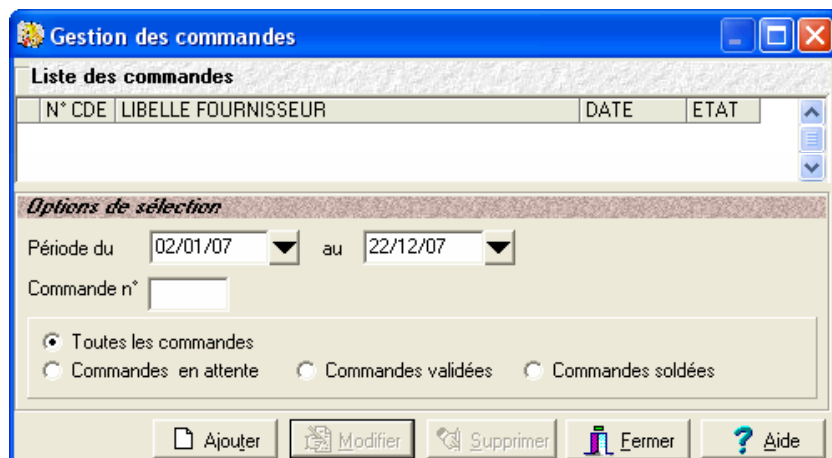 Gestion des commandes
Liste des commandes
N° CDE LIBELLE FOURNISSEUR DATE ETAT
Options de sélection
Période du 02/01/07 au 22/12/07
Commande n°
Toutes les commandes
Commandes en attente Commandes validées Commandes soldées
Ajouter Modifier Supprimer Fermer ? Aide